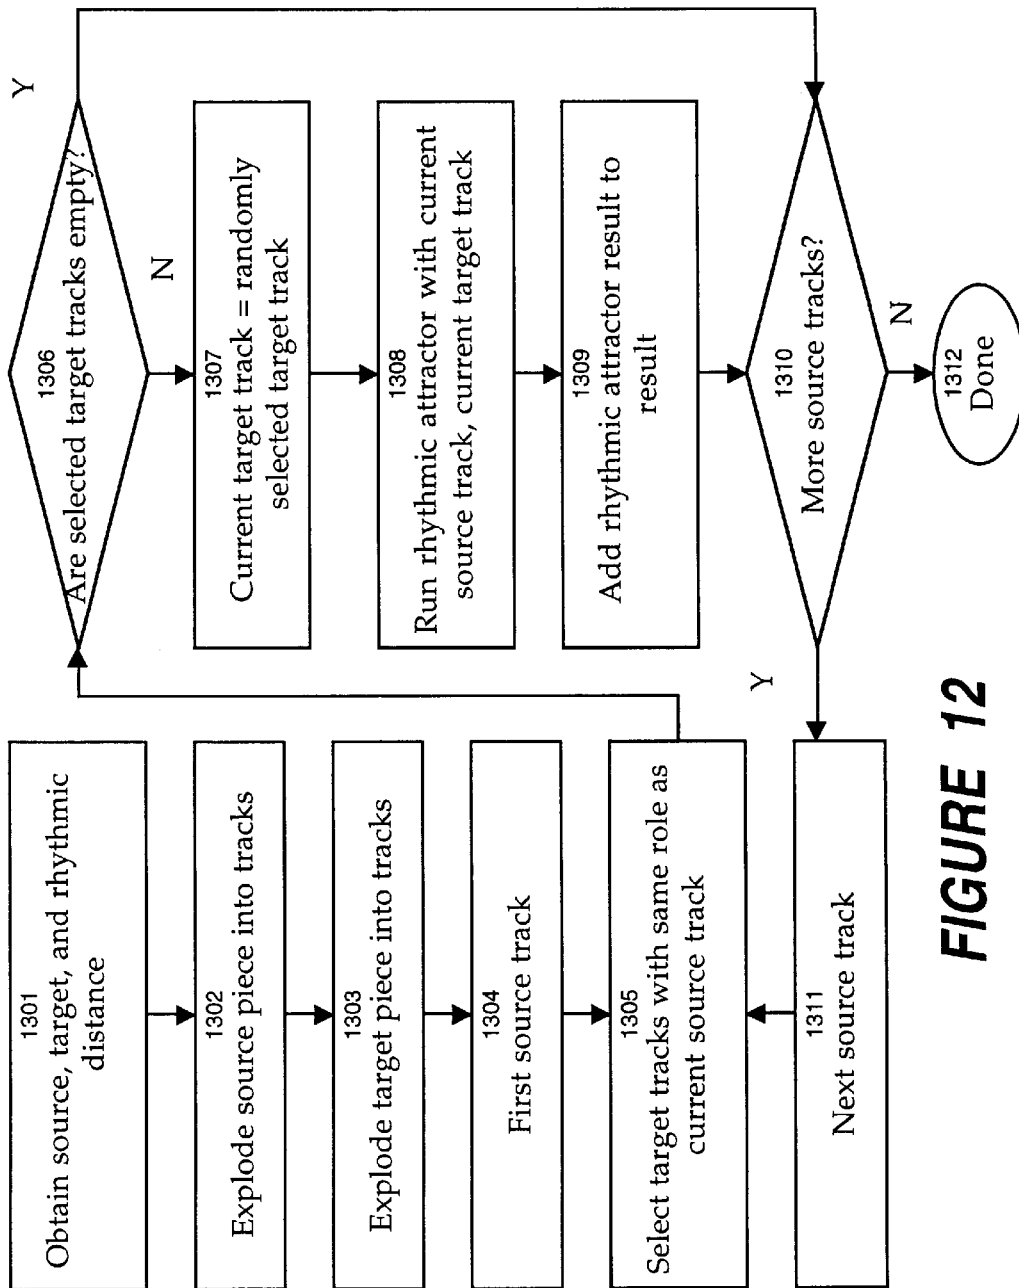 1301
Obtain source, target, and rhythmic
distance
1302
Explode source piece into tracks
1303
Explode target piece into tracks
1304
First source track
1305
Select target tracks with same role as
current source track
1311
Next source track
1306
Are selected target tracks empty?
Y
N
1307
Current target track = randomly
selected target track
1308
Run rhythmic attractor with current
source track, current target track
1309
Add rhythmic attractor result to
result
1310
More source tracks?
Y
N
1312
Done
FIGURE 12